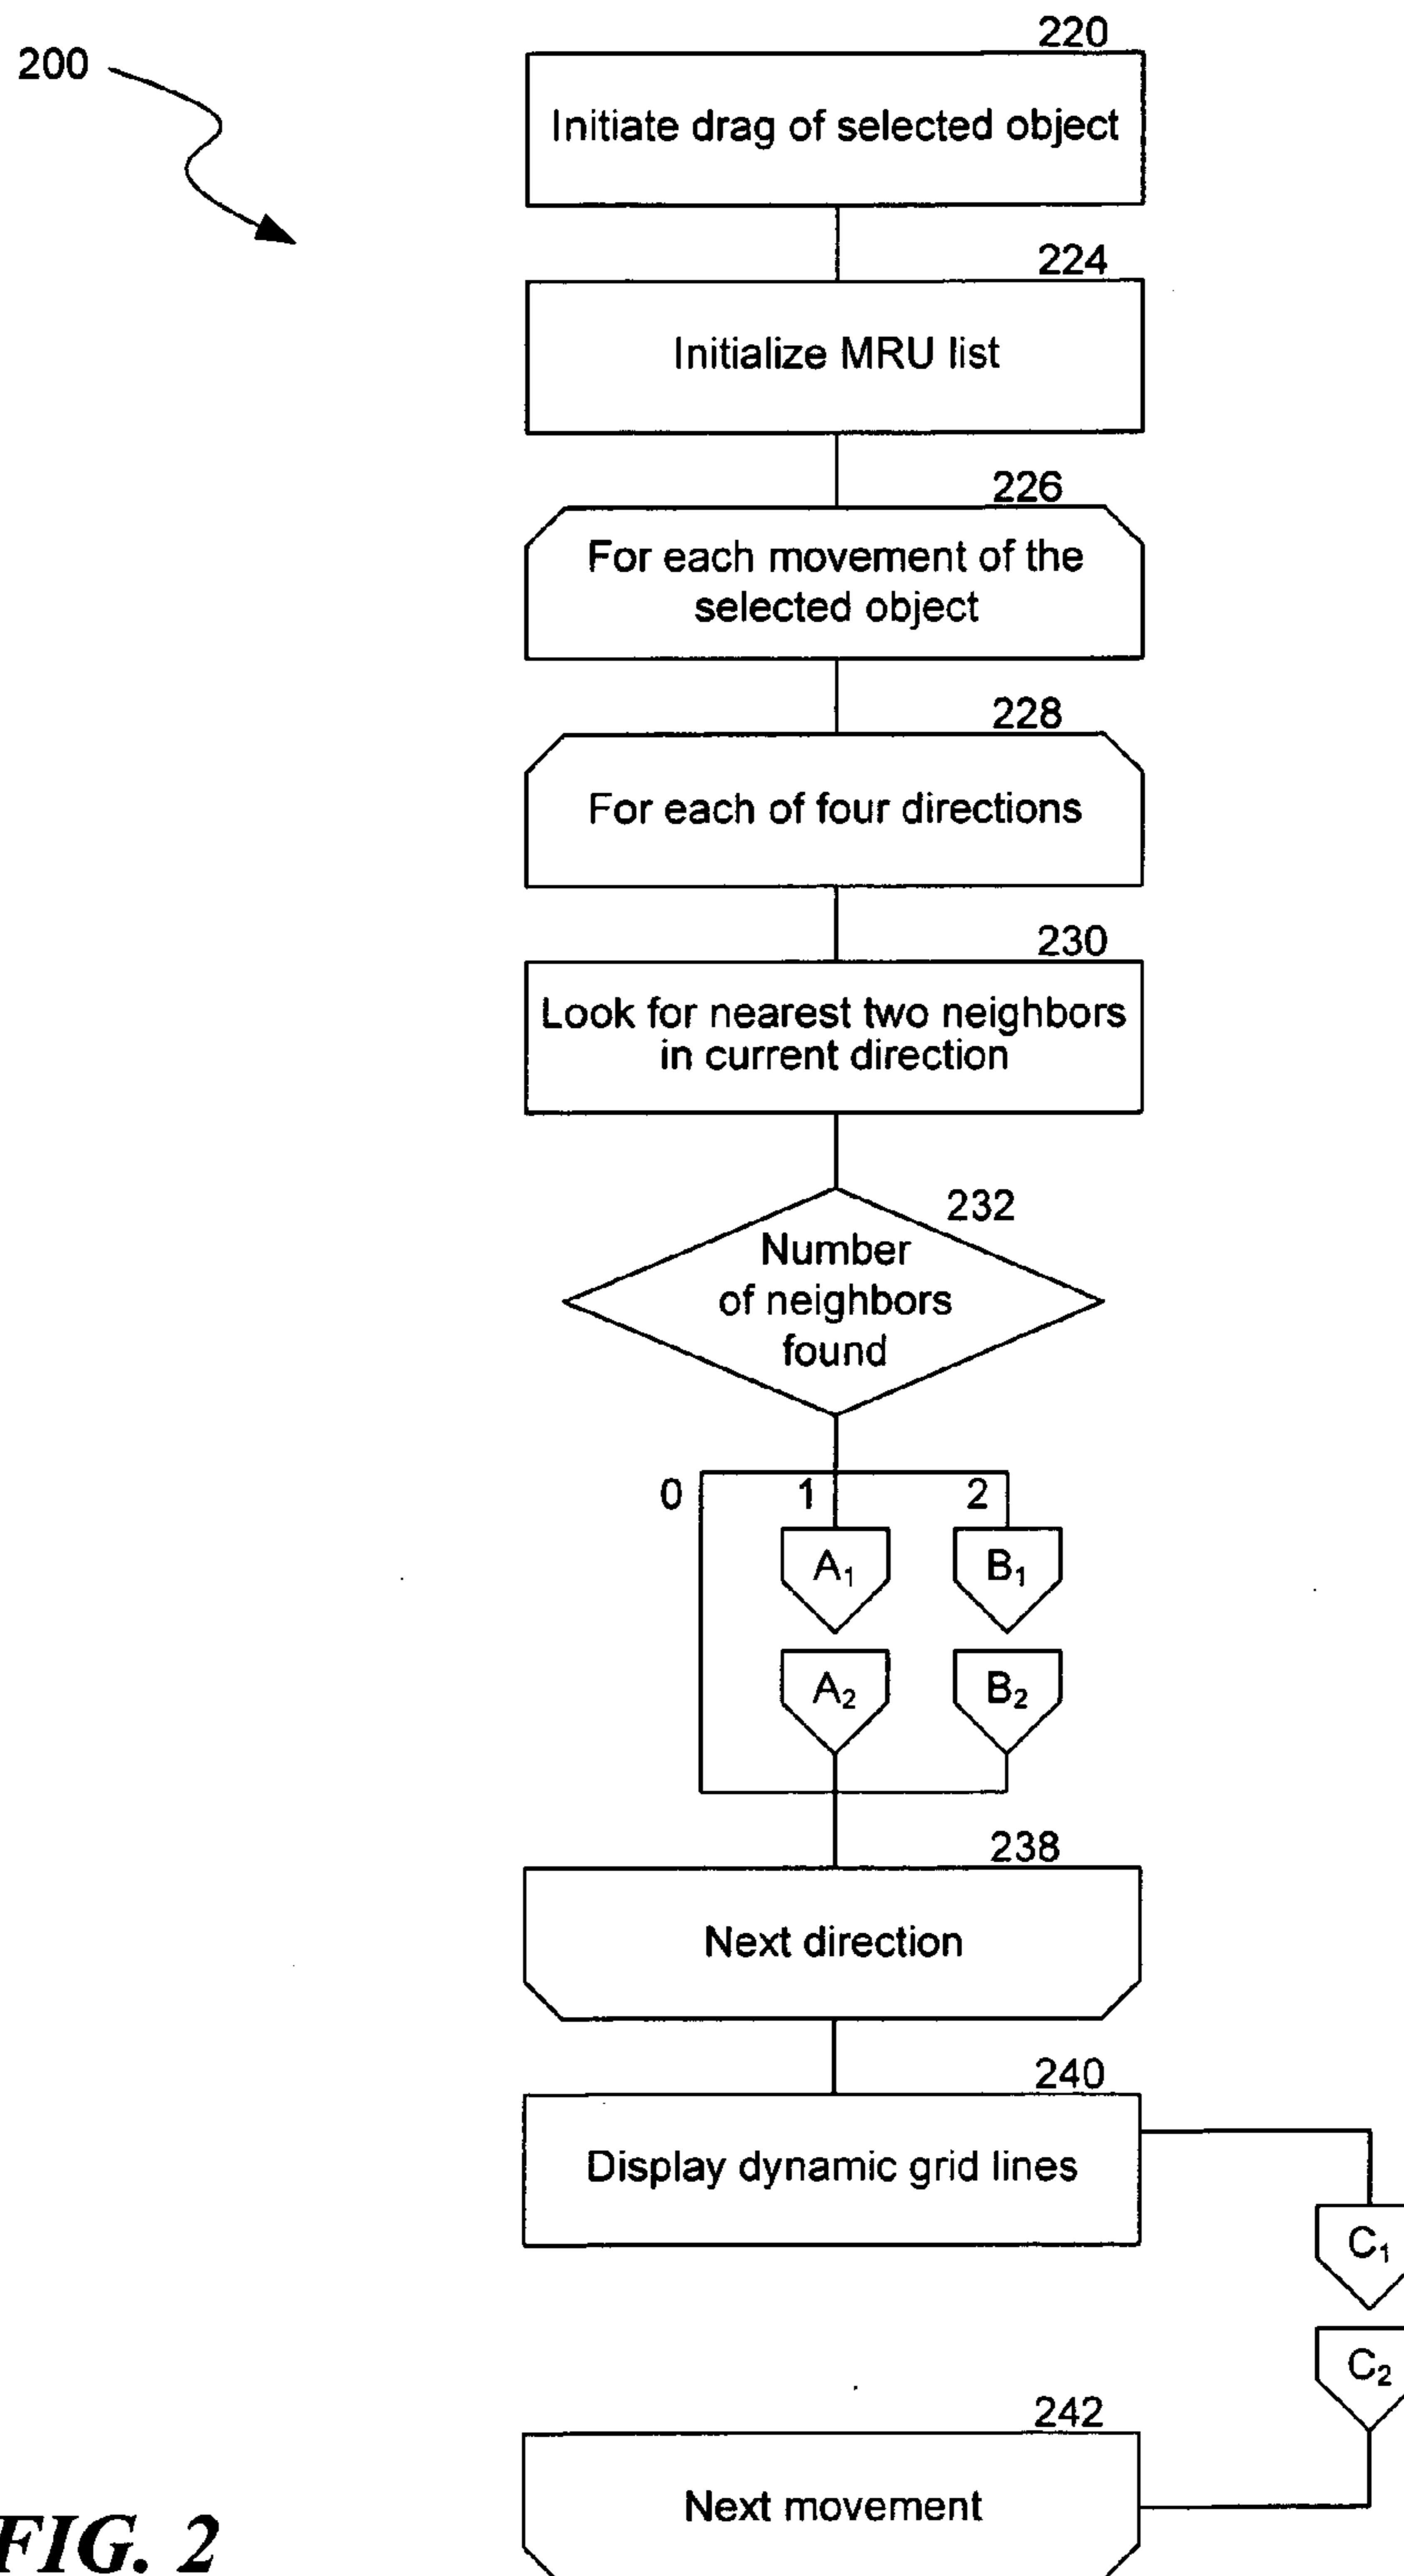 200
220
Initiate drag of selected object
224
Initialize MRU list
226
For each movement of the
selected object
228
For each of four directions
230
Look for nearest two neighbors
in current direction
232
Number
of neighbors
found
0 1 2
A₁ B₁
A₂ B₂
238
Next direction
240
Display dynamic grid lines
C₁
C₂
242
Next movement
FIG. 2